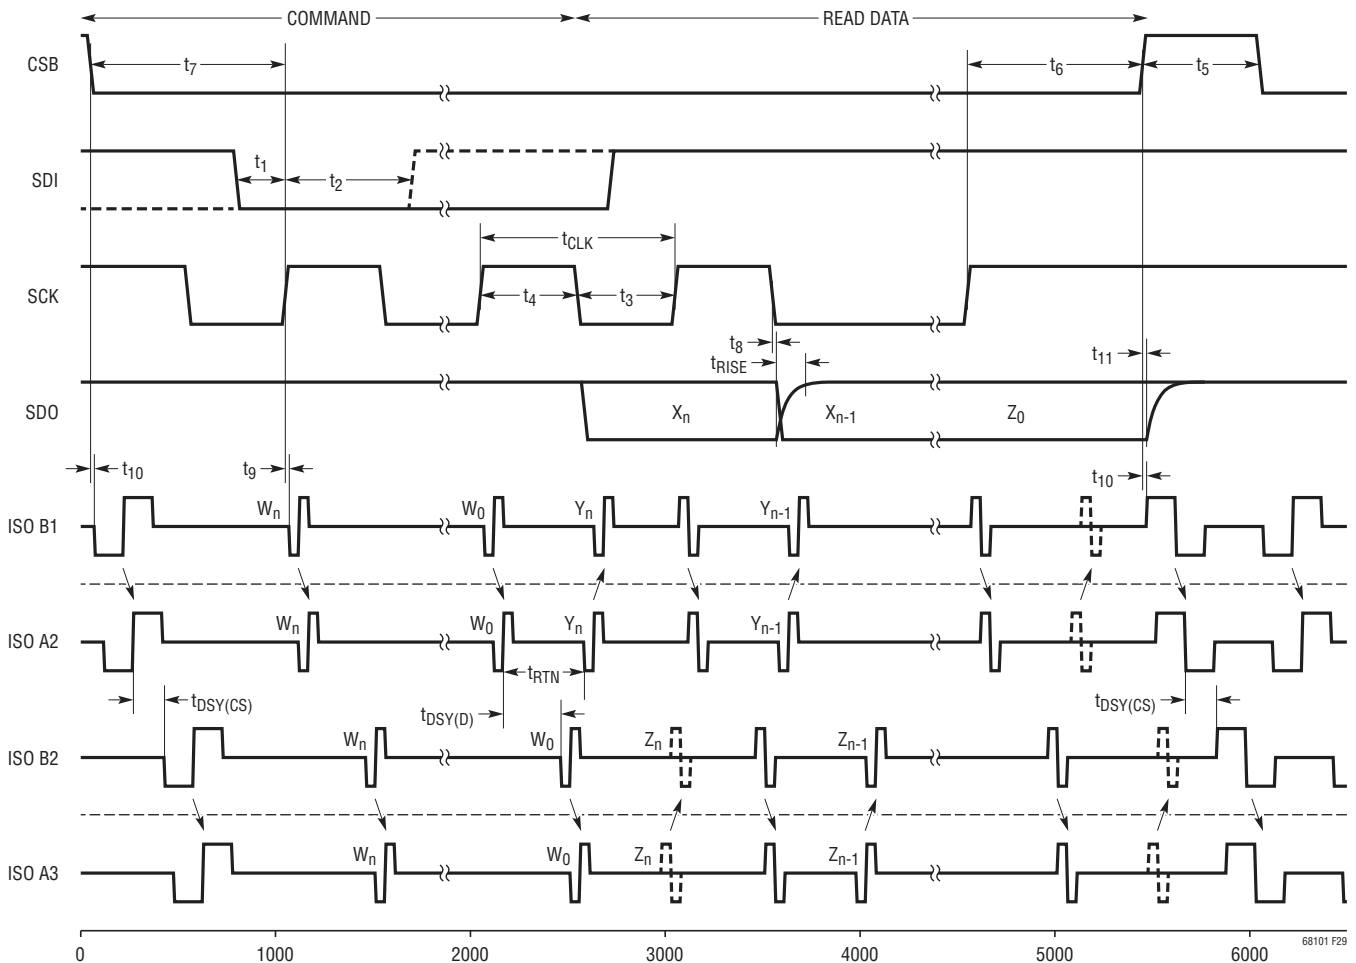 COMMAND READ DATA
CSB t7 t6 t5
SDI t1 t2
tCLK
SCK t4 t3
t8
tRISE t11
SDO Xn Xn-1 Z0
t10 t9 t10
ISO B1 Wn W0 Yn Yn-1
ISO A2 Wn W0 Yn Yn-1
tRTN
tDSY(CS) tDSY(D) tDSY(CS)
ISO B2 Wn W0 Zn Zn-1
ISO A3 Wn W0 Zn Zn-1
0 1000 2000 3000 4000 5000 6000
68101 F29